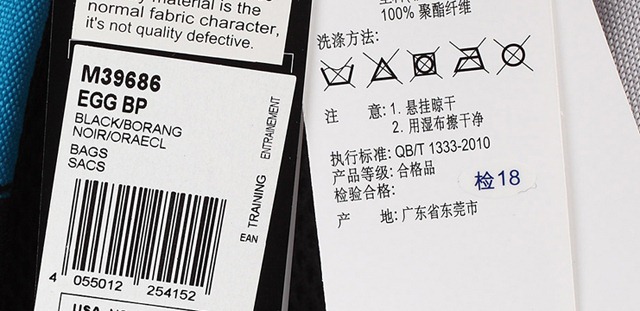 material is the
normal fabric character,
it's not quality defective.
M39686
EGG BP
BLACK/BORANG
NOIR/ORAECL
BAGS
SACS
EAN TRAINING ENTRAINEMENT
4 055012 254152
100% 聚酯纤维
洗涤方法:
注 意: 1. 悬挂晾干
2. 用湿布擦干净
执行标准: QB/T 1333-2010
产品等级: 合格品
检验合格:
检18
产 地: 广东省东莞市